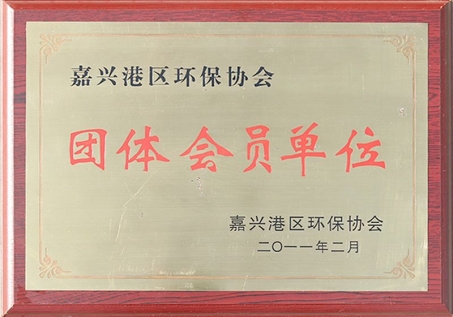 嘉兴港区环保协会
团体会员单位
嘉兴港区环保协会
二〇一一年二月